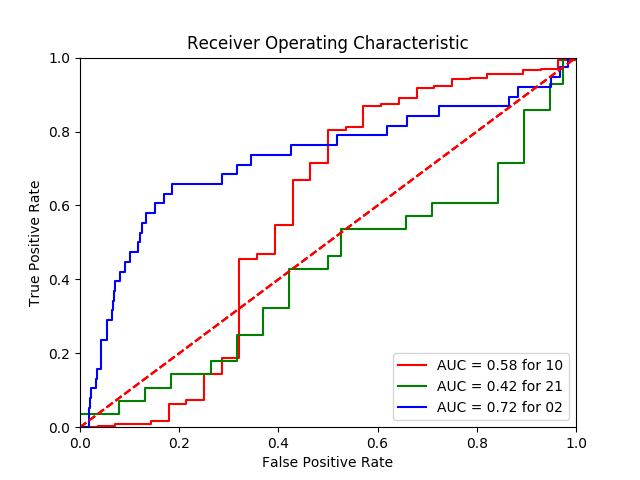 Receiver Operating Characteristic
1.0
0.8
0.6
0.4
0.2
0.0
True Positive Rate
AUC = 0.58 for 10
AUC = 0.42 for 21
AUC = 0.72 for 02
0.0 0.2 0.4 0.6 0.8 1.0
False Positive Rate